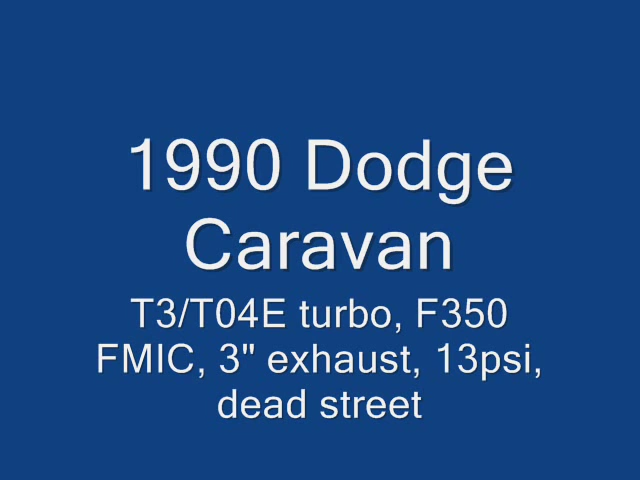 1990 Dodge
Caravan
T3/T04E turbo, F350
FMIC, 3" exhaust, 13psi,
dead street